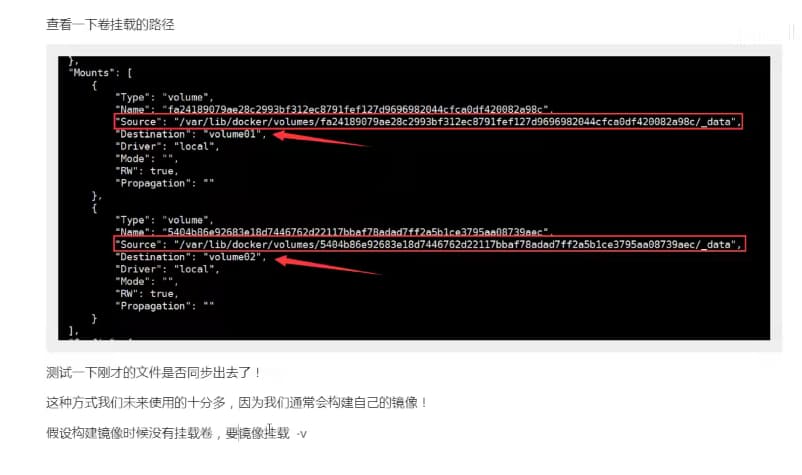 查看一下卷挂载的路径
},
"Mounts": [
{
"Type": "volume",
"Name": "fa24189079ae28c2993bf312ec8791fef127d9696982044cfca0df420082a98c",
"Source": "/var/lib/docker/volumes/fa24189079ae28c2993bf312ec8791fef127d9696982044cfca0df420082a98c/_data",
"Destination": "volume01",
"Driver": "local",
"Mode": "",
"RW": true,
"Propagation": ""
},
{
"Type": "volume",
"Name": "5404b86e92683e18d7446762d22117bbaf78adad7ff2a5b1ce3795aa08739aec",
"Source": "/var/lib/docker/volumes/5404b86e92683e18d7446762d22117bbaf78adad7ff2a5b1ce3795aa08739aec/_data",
"Destination": "volume02",
"Driver": "local",
"Mode": "",
"RW": true,
"Propagation": ""
}
],
测试一下刚才的文件是否同步出去了！
这种方式我们未来使用的十分多，因为我们通常会构建自己的镜像！
假设构建镜像时候没有挂载卷，要镜像挂载 -v